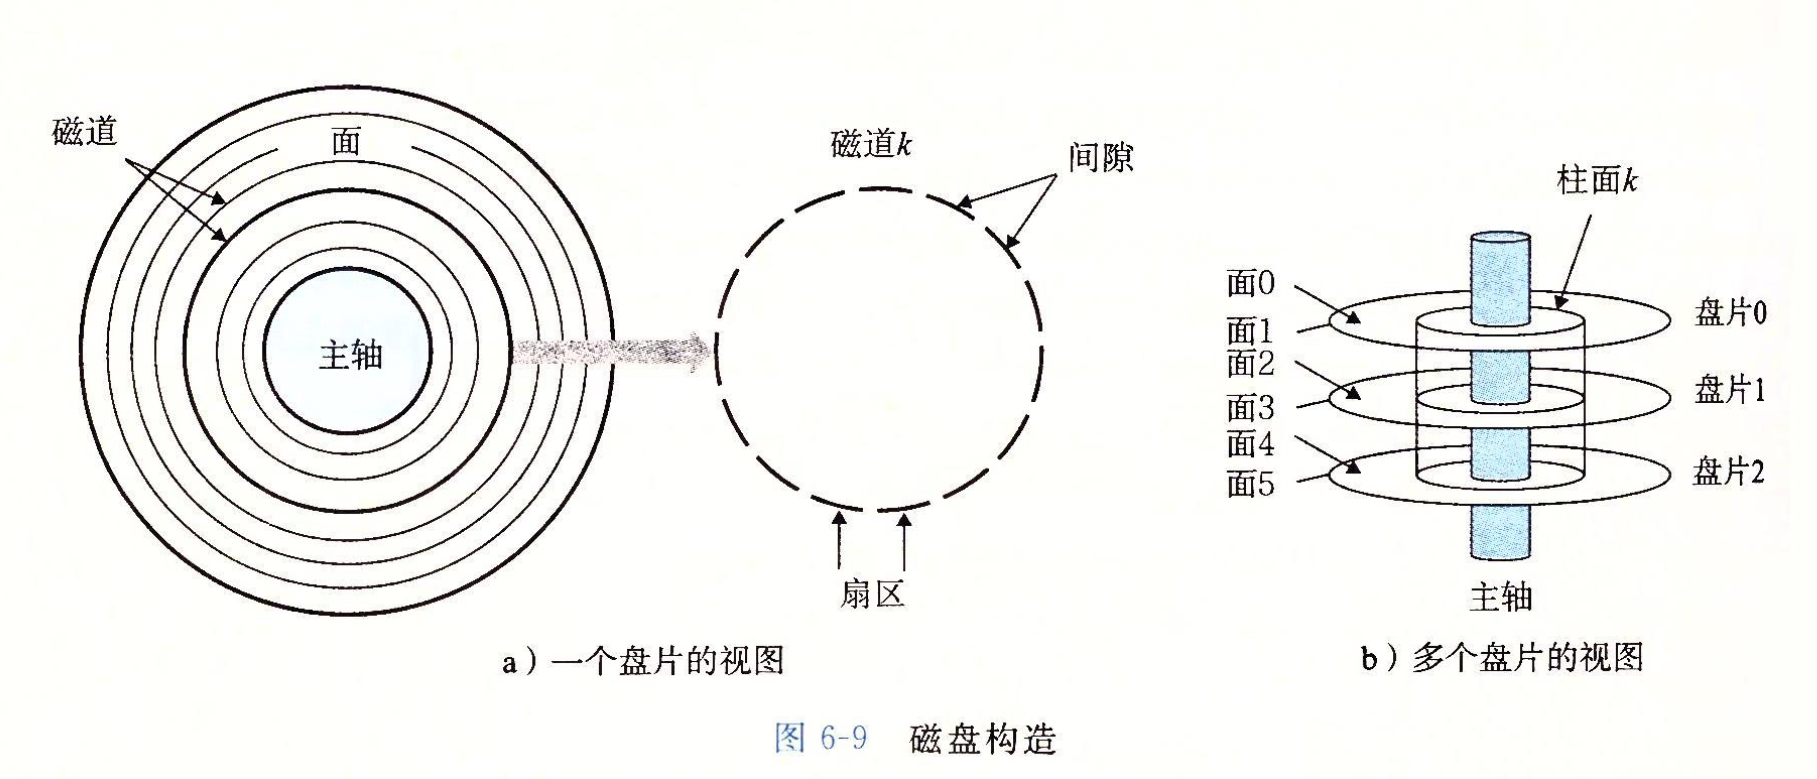 磁道
面
主轴
磁道k
间隙
扇区
a）一个盘片的视图
柱面k
面0
面1
面2
面3
面4
面5
盘片0
盘片1
盘片2
主轴
b）多个盘片的视图
图 6-9 磁盘构造